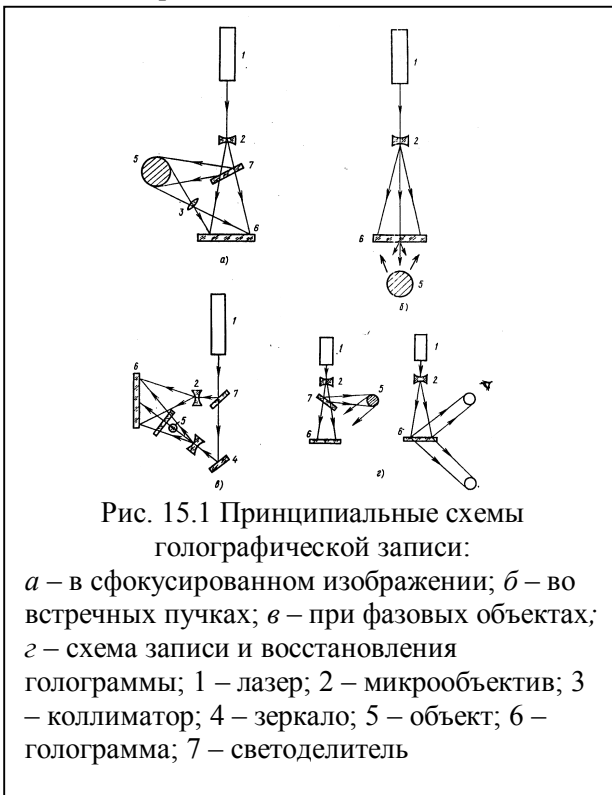 1
2
7
5
3
6
а)
1
2
6
5
б)
1
6
2
7
5
4
в)
1
2
5
7
6
1
2
6
г)
Рис. 15.1 Принципиальные схемы
голографической записи:
а – в сфокусированном изображении; б – во
встречных пучках; в – при фазовых объектах;
г – схема записи и восстановления
голограммы; 1 – лазер; 2 – микрообъектив; 3
– коллиматор; 4 – зеркало; 5 – объект; 6 –
голограмма; 7 – светоделитель